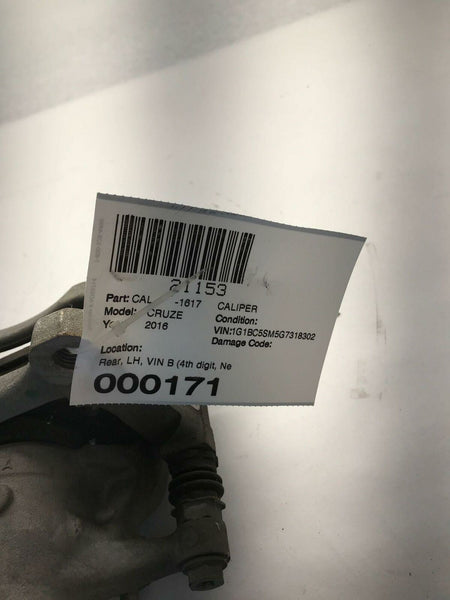 21153
Part: CAL -1617 CALIPER
Model: CRUZE Condition:
2016 VIN:1G1BC5SM5G7318302
Damage Code:
Location:
Rear, LH, VIN B (4th digit, Ne
000171